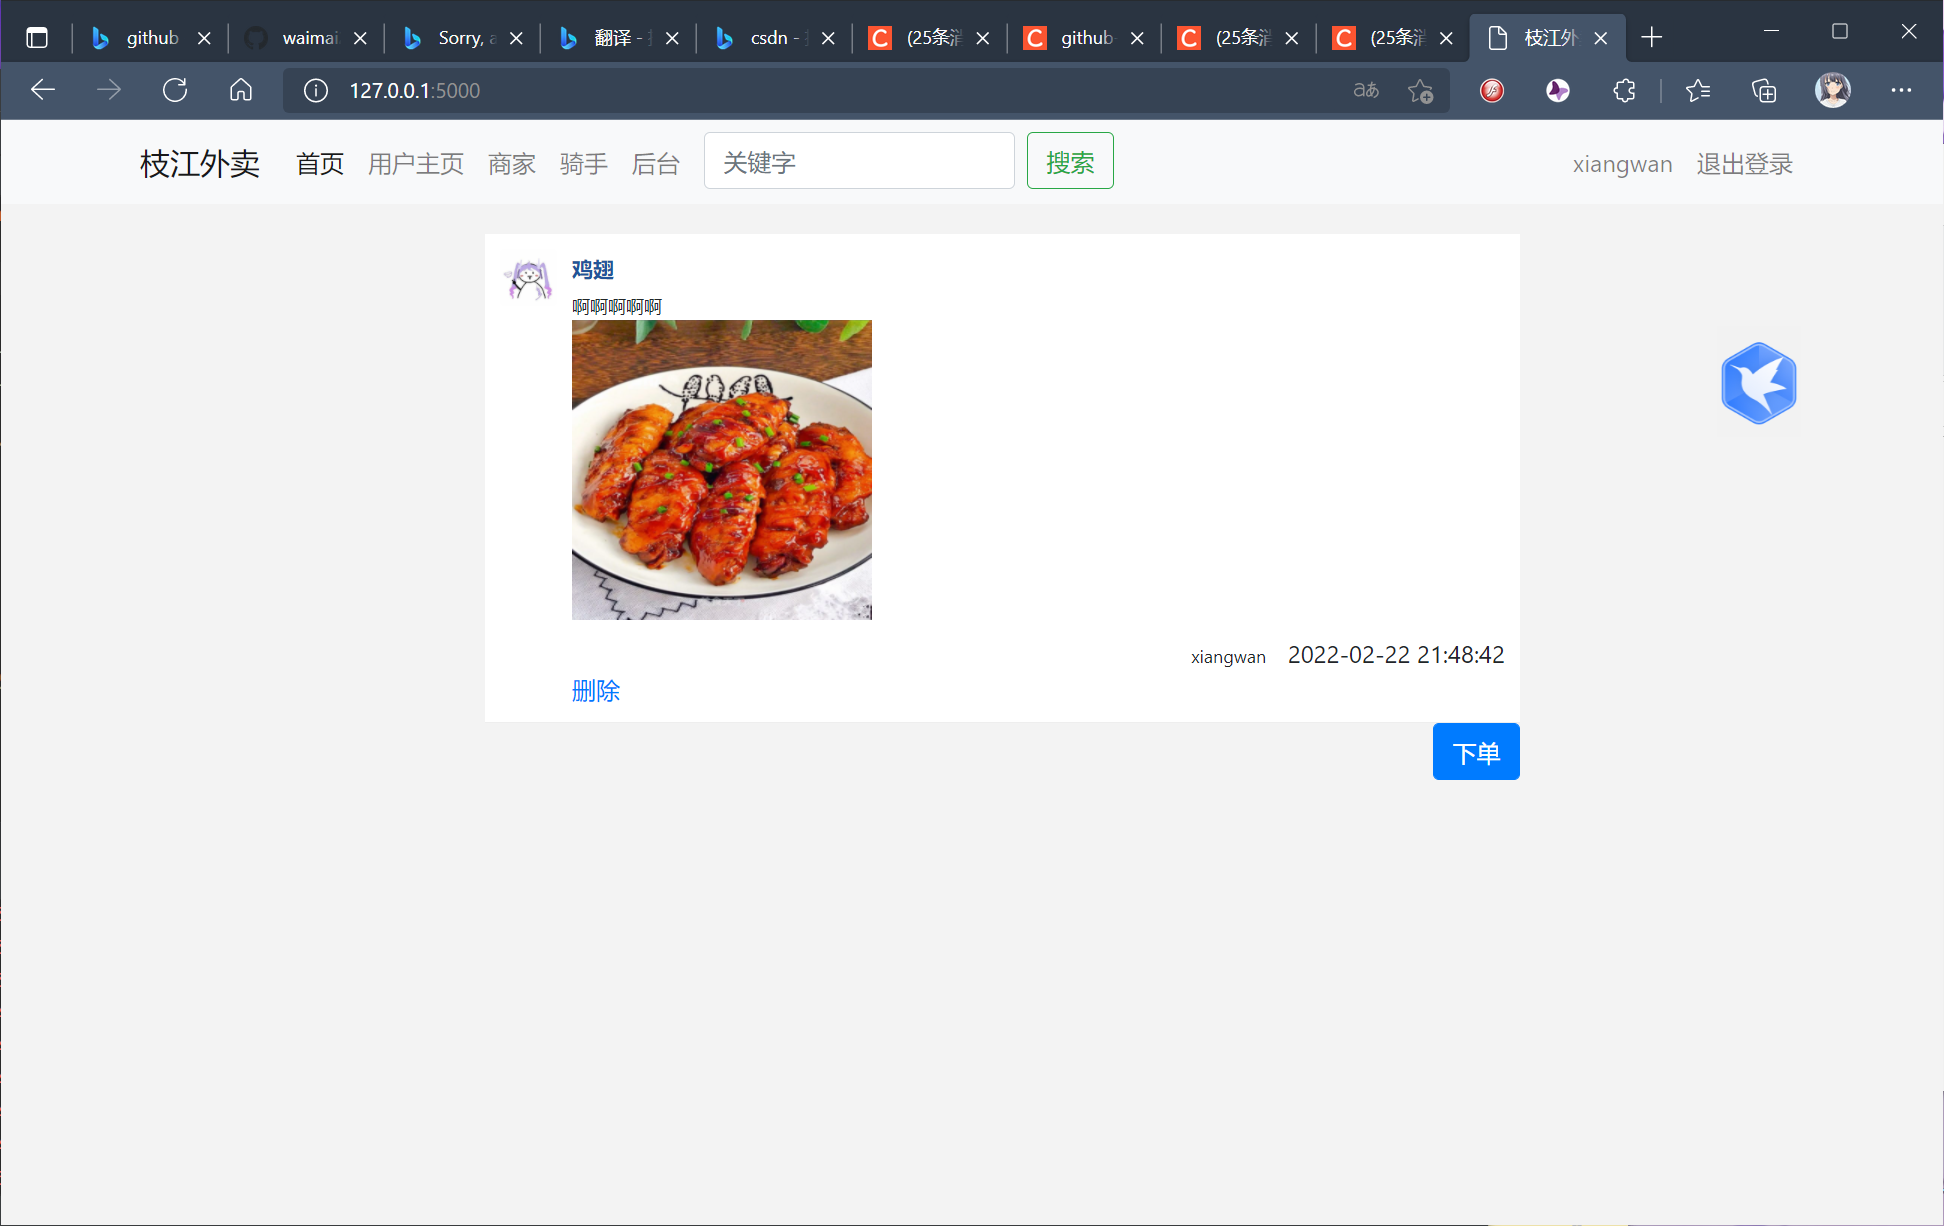 github
waimai
Sorry, a
翻译 -
csdn -
(25条消
github
(25条消
(25条消
枝江外
127.0.0.1:5000
aあ
枝江外卖 首页 用户主页 商家 骑手 后台 关键字 搜索 xiangwan 退出登录
鸡翅
啊啊啊啊啊
xiangwan 2022-02-22 21:48:42
删除
下单